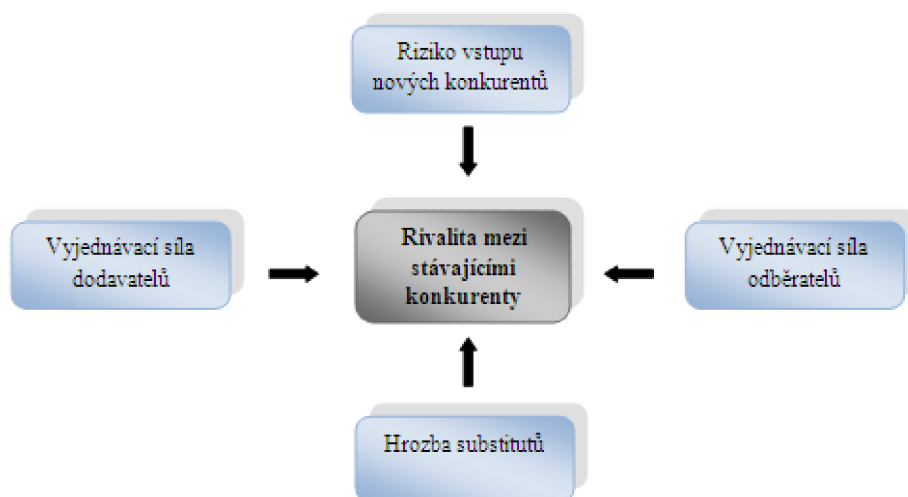 Riziko vstupu
nových konkurentů
Vyjednávací síla
dodavatelů
Rivalita mezi
stávajícími
konkurenty
Vyjednávací síla
odběratelů
Hrozba substitutů